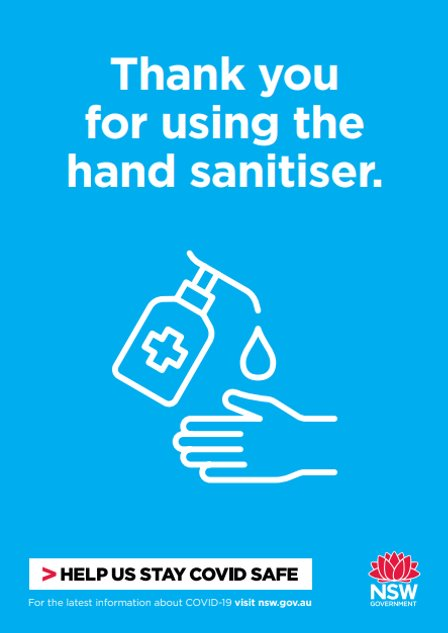 Thank you
for using the
hand sanitiser.
> HELP US STAY COVID SAFE
For the latest information about COVID-19 visit nsw.gov.au
NSW
GOVERNMENT